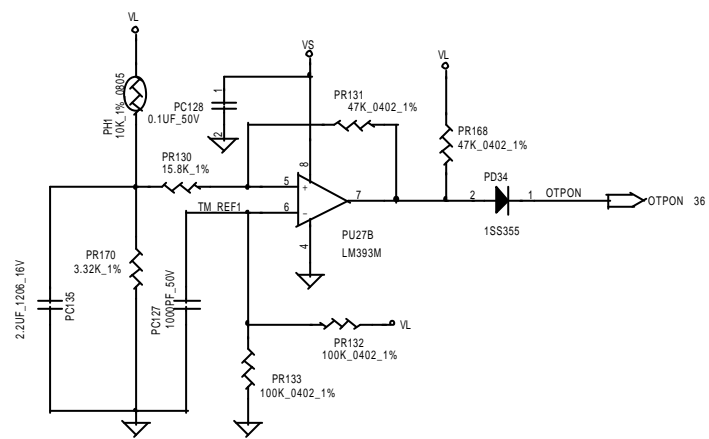 VL
VS
VL
PH1
10K_1%_0805
1
PC128
0.1UF_50V
2
PR131
47K_0402_1%
PR168
47K_0402_1%
PR130
15.8K_1%
8
5
+
7
PD34
2
1
OTPON
OTPON 36
TM_REF1
6
-
1SS355
4
PU27B
LM393M
PR170
3.32K_1%
2.2UF_1206_16V
PC135
PC127
1000PF_50V
VL
PR132
100K_0402_1%
PR133
100K_0402_1%